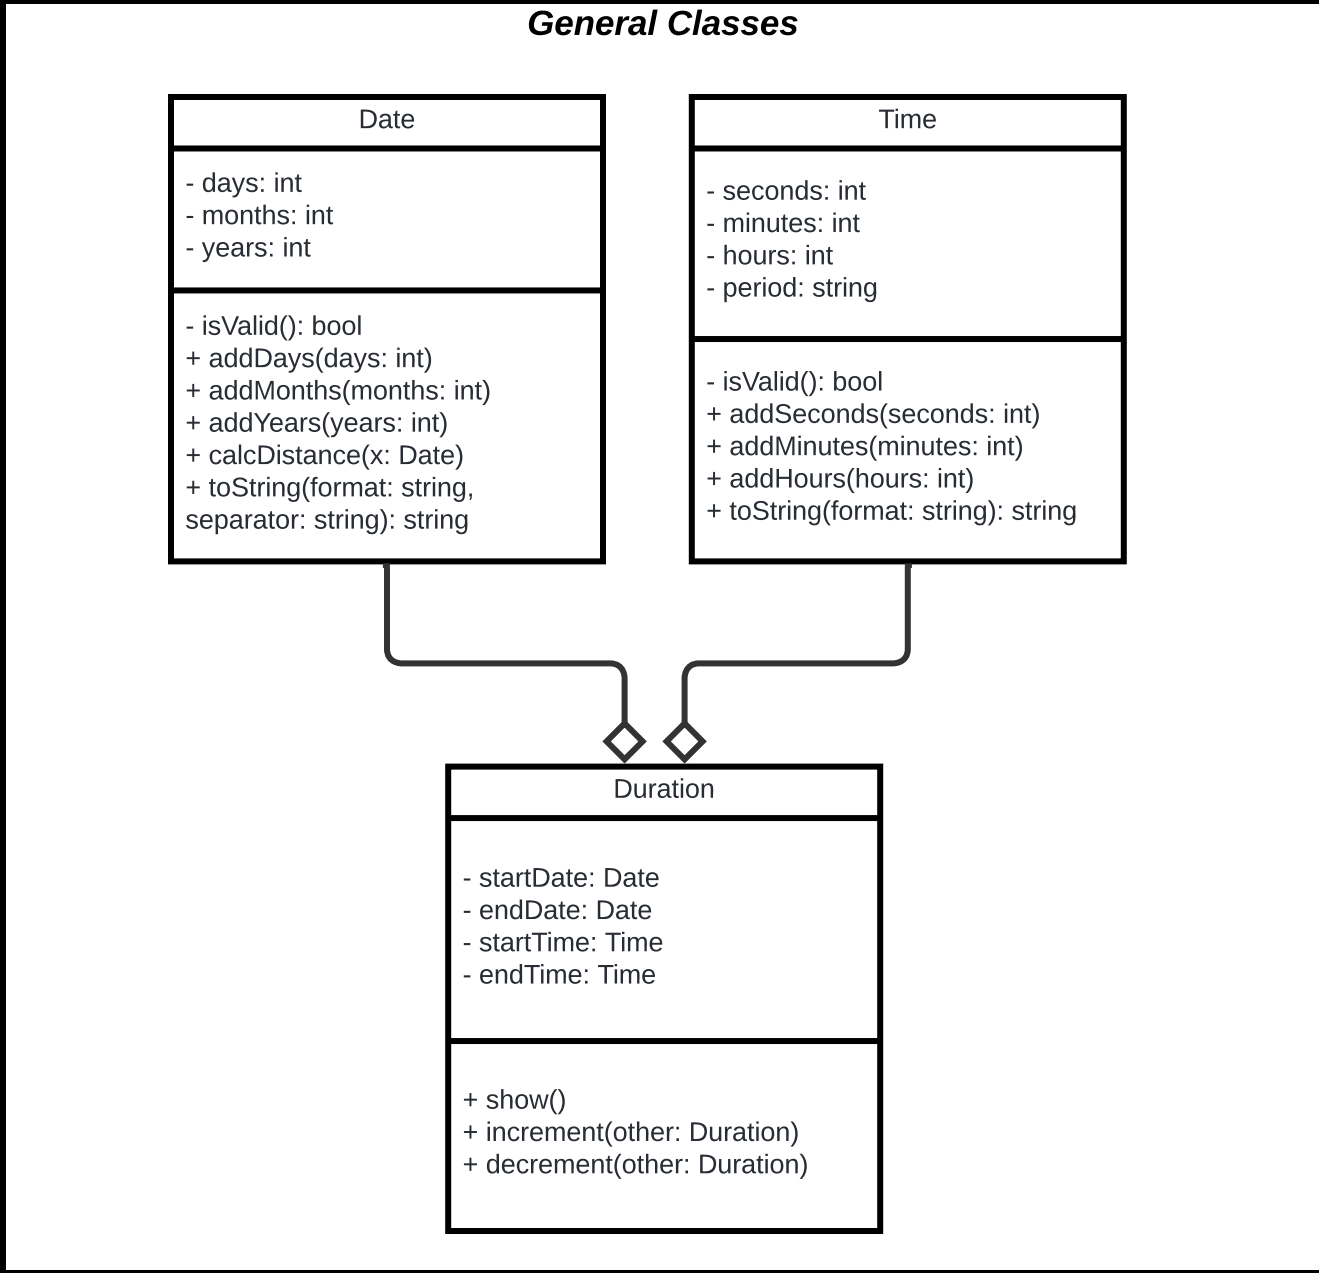 General Classes
Date
- days: int
- months: int
- years: int
- isValid(): bool
+ addDays(days: int)
+ addMonths(months: int)
+ addYears(years: int)
+ calcDistance(x: Date)
+ toString(format: string,
separator: string): string
Time
- seconds: int
- minutes: int
- hours: int
- period: string
- isValid(): bool
+ addSeconds(seconds: int)
+ addMinutes(minutes: int)
+ addHours(hours: int)
+ toString(format: string): string
Duration
- startDate: Date
- endDate: Date
- startTime: Time
- endTime: Time
+ show()
+ increment(other: Duration)
+ decrement(other: Duration)